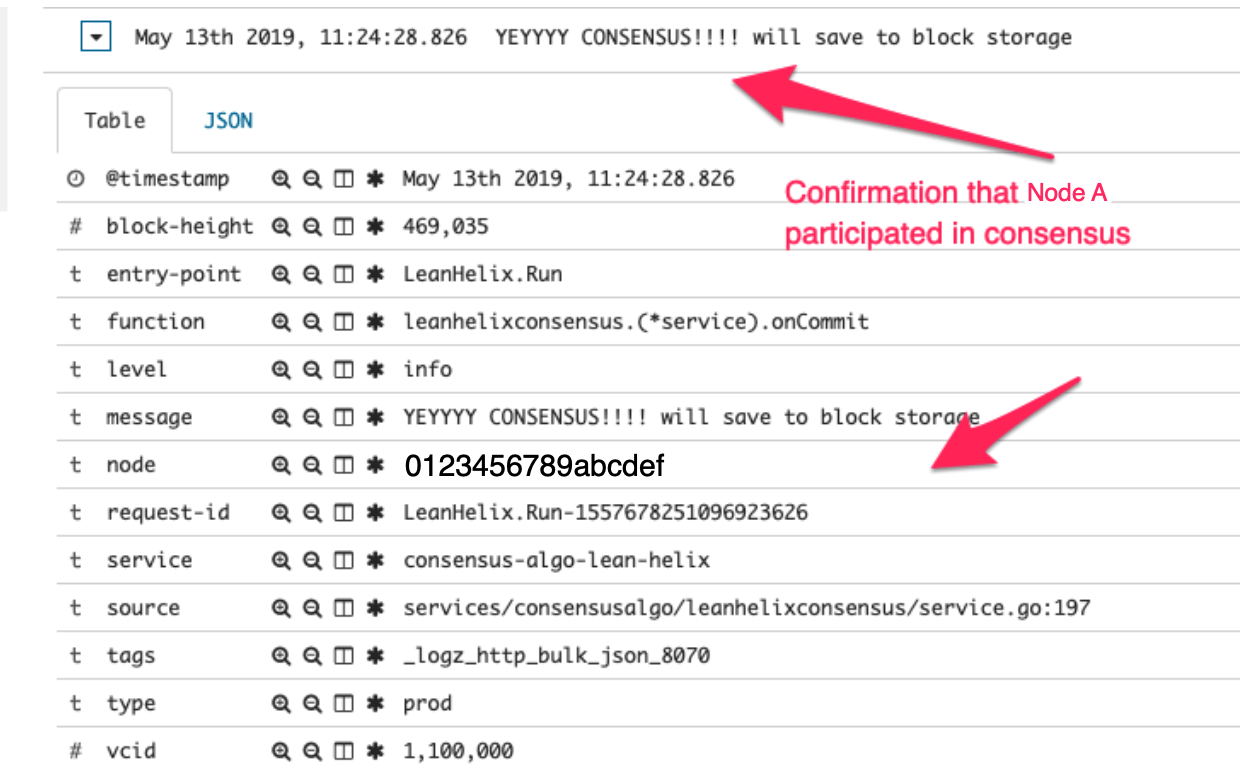 May 13th 2019, 11:24:28.826 YEYYYY CONSENSUS!!!! will save to block storage
Table JSON
@timestamp May 13th 2019, 11:24:28.826
Confirmation that Node A
participated in consensus
# block-height 469,035
t entry-point LeanHelix.Run
t function leanhelixconsensus.(*service).onCommit
t level info
t message YEYYYY CONSENSUS!!!! will save to block storage
t node 0123456789abcdef
t request-id LeanHelix.Run-1557678251096923626
t service consensus-algo-lean-helix
t source services/consensusalgo/leanhelixconsensus/service.go:197
t tags _logz_http_bulk_json_8070
t type prod
# vcid 1,100,000